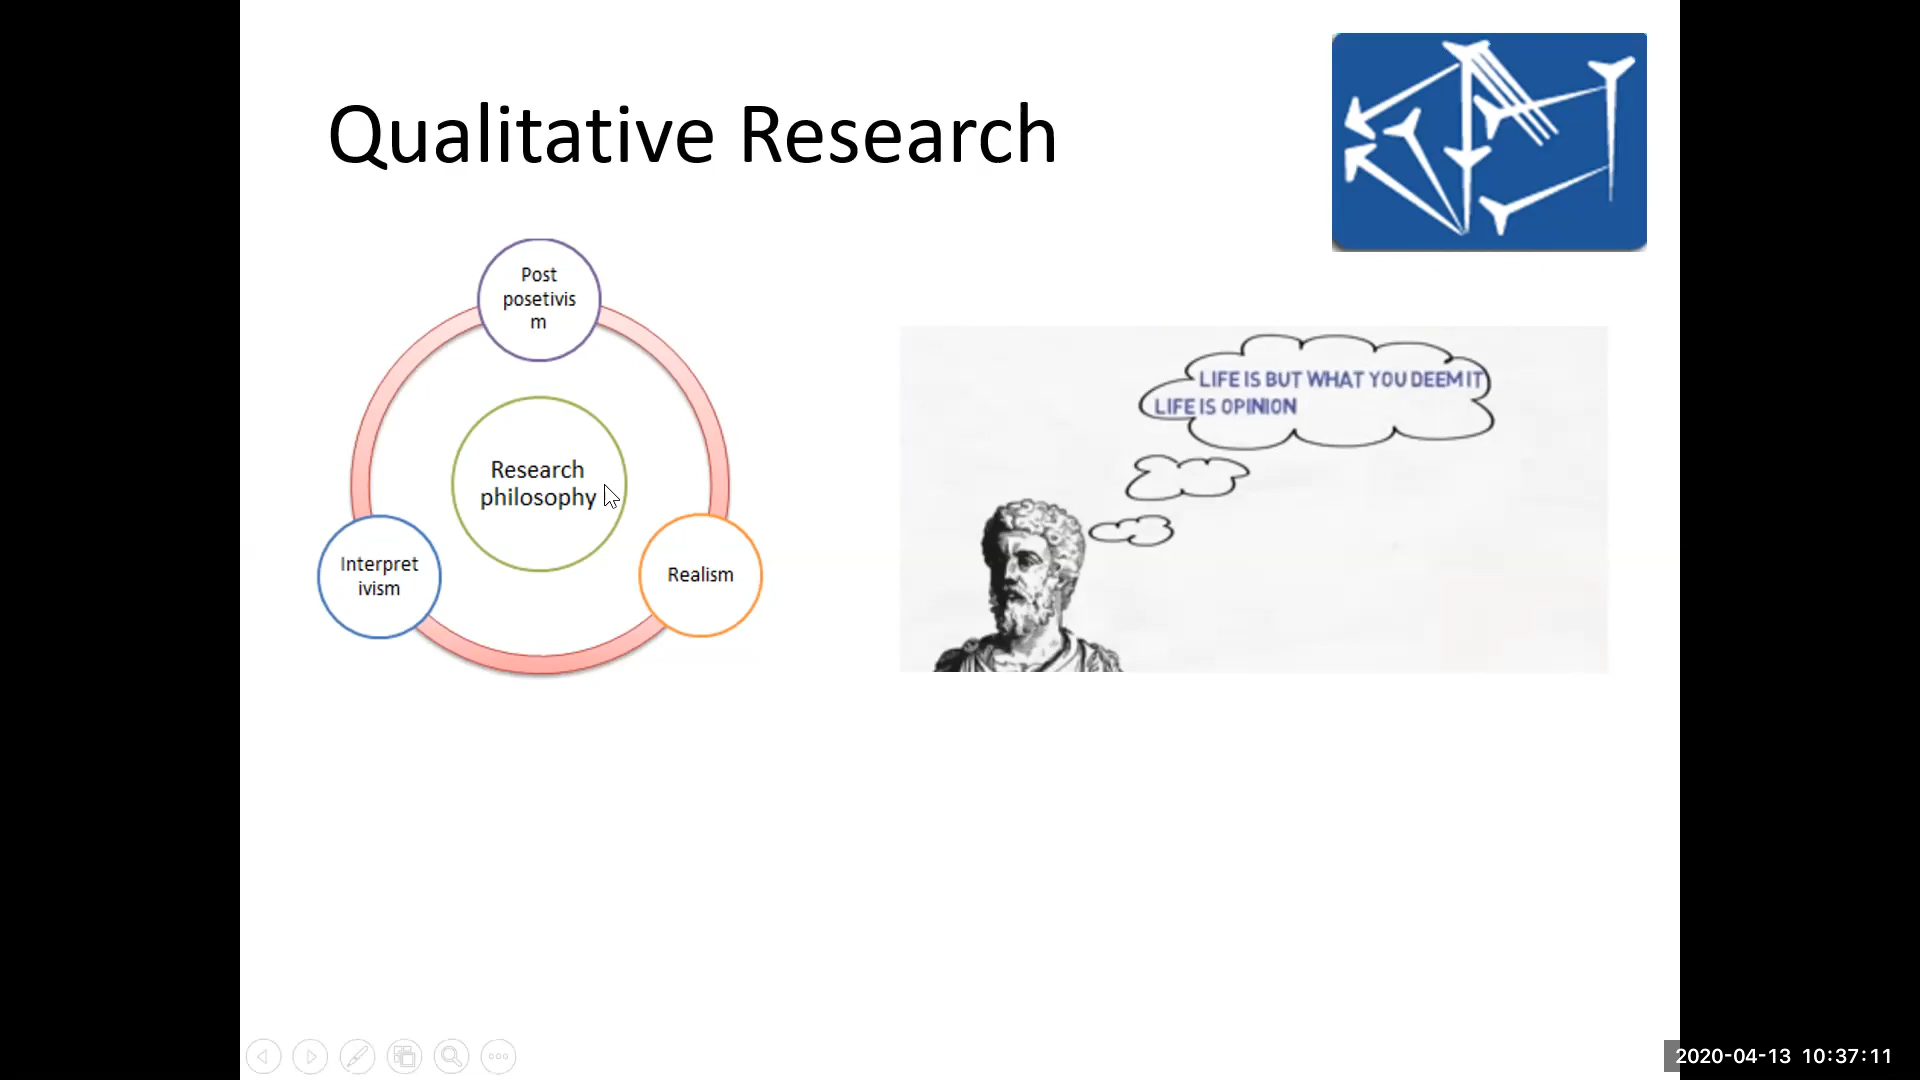 Qualitative Research
Post
posetivis
m
Research
philosophy
Interpret
ivism
Realism
LIFE IS BUT WHAT YOU DEEM IT
LIFE IS OPINION
2020-04-13 10:37:11